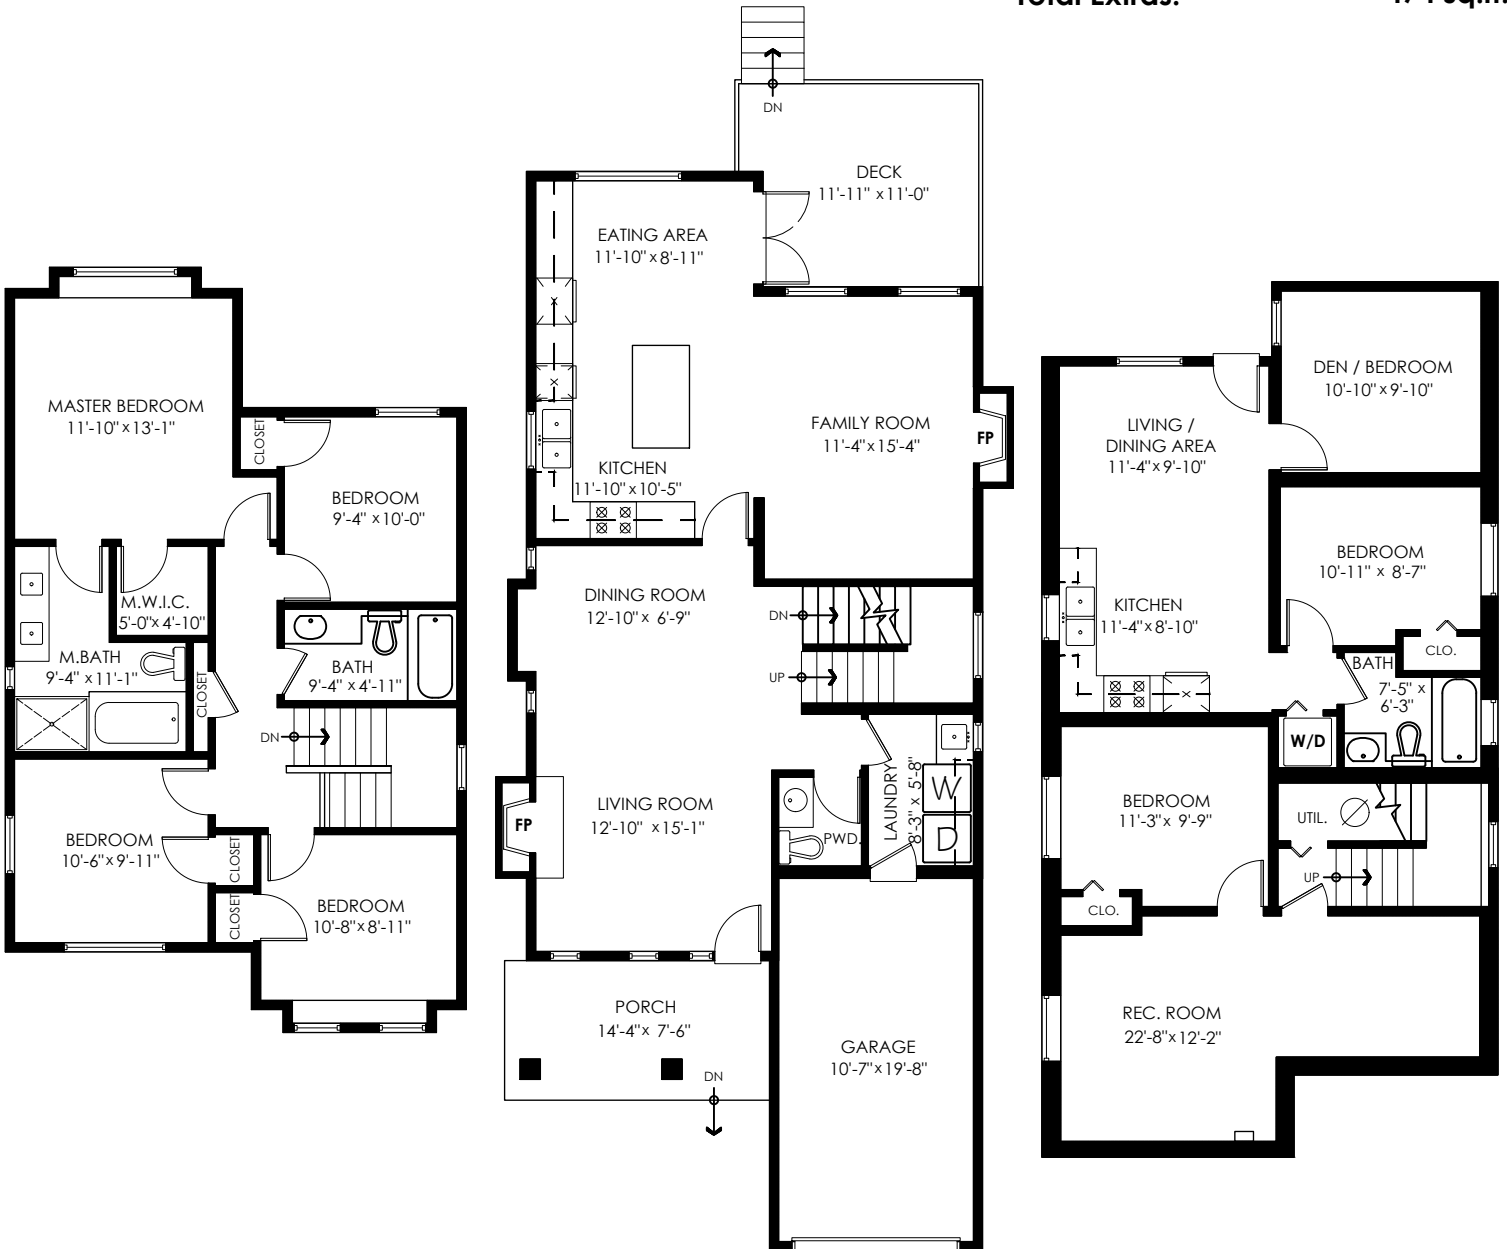 DN
DECK
11'-11" x 11'-0"
EATING AREA
11'-10" x 8'-11"
FAMILY ROOM
11'-4" x 15'-4"
FP
KITCHEN
11'-10" x 10'-5"
DINING ROOM
12'-10" x 6'-9"
DN
UP
LIVING ROOM
12'-10" x 15'-1"
FP
PWD.
LAUNDRY
8'-3" x 5'-8"
W
D
PORCH
14'-4" x 7'-6"
DN
GARAGE
10'-7" x 19'-8"
MASTER BEDROOM
11'-10" x 13'-1"
CLOSET
BEDROOM
9'-4" x 10'-0"
M.W.I.C.
5'-0" x 4'-10"
M.BATH
9'-4" x 11'-1"
CLOSET
BATH
9'-4" x 4'-11"
DN
BEDROOM
10'-6" x 9'-11"
CLOSET
CLOSET
BEDROOM
10'-8" x 8'-11"
DEN / BEDROOM
10'-10" x 9'-10"
LIVING /
DINING AREA
11'-4" x 9'-10"
BEDROOM
10'-11" x 8'-7"
KITCHEN
11'-4" x 8'-10"
CLO.
BATH
7'-5" x
6'-3"
W/D
BEDROOM
11'-3" x 9'-9"
UTIL.
UP
CLO.
REC. ROOM
22'-8" x 12'-2"